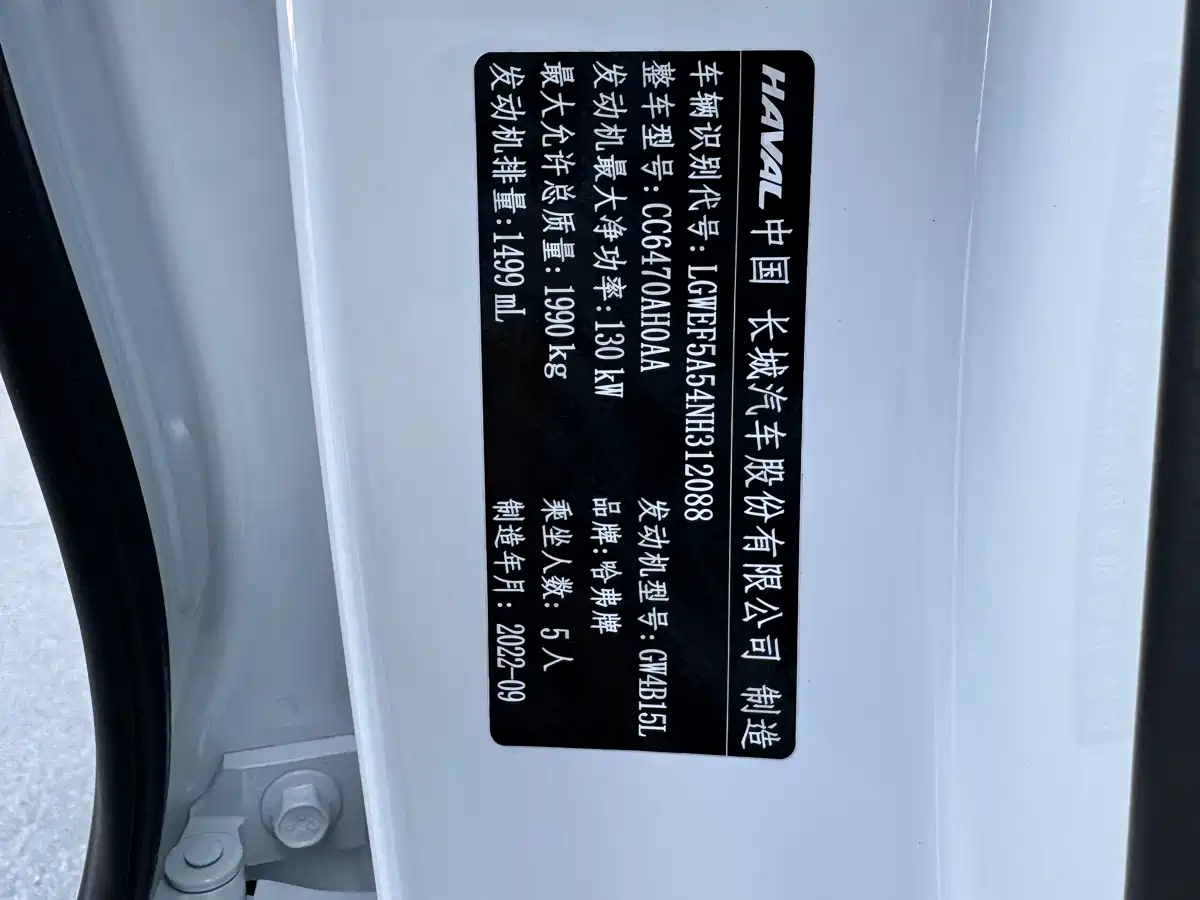 HAVAL 中国 长城汽车股份有限公司 制造
车辆识别代号: LGWEF5A54NH312088
整车型号: CC6470AH0AA 发动机型号: GW4B15L
发动机最大净功率: 130 kW 品牌: 哈弗牌
最大允许总质量: 1990 kg 乘坐人数: 5 人
发动机排量: 1499 mL 制造年月: 2022-09